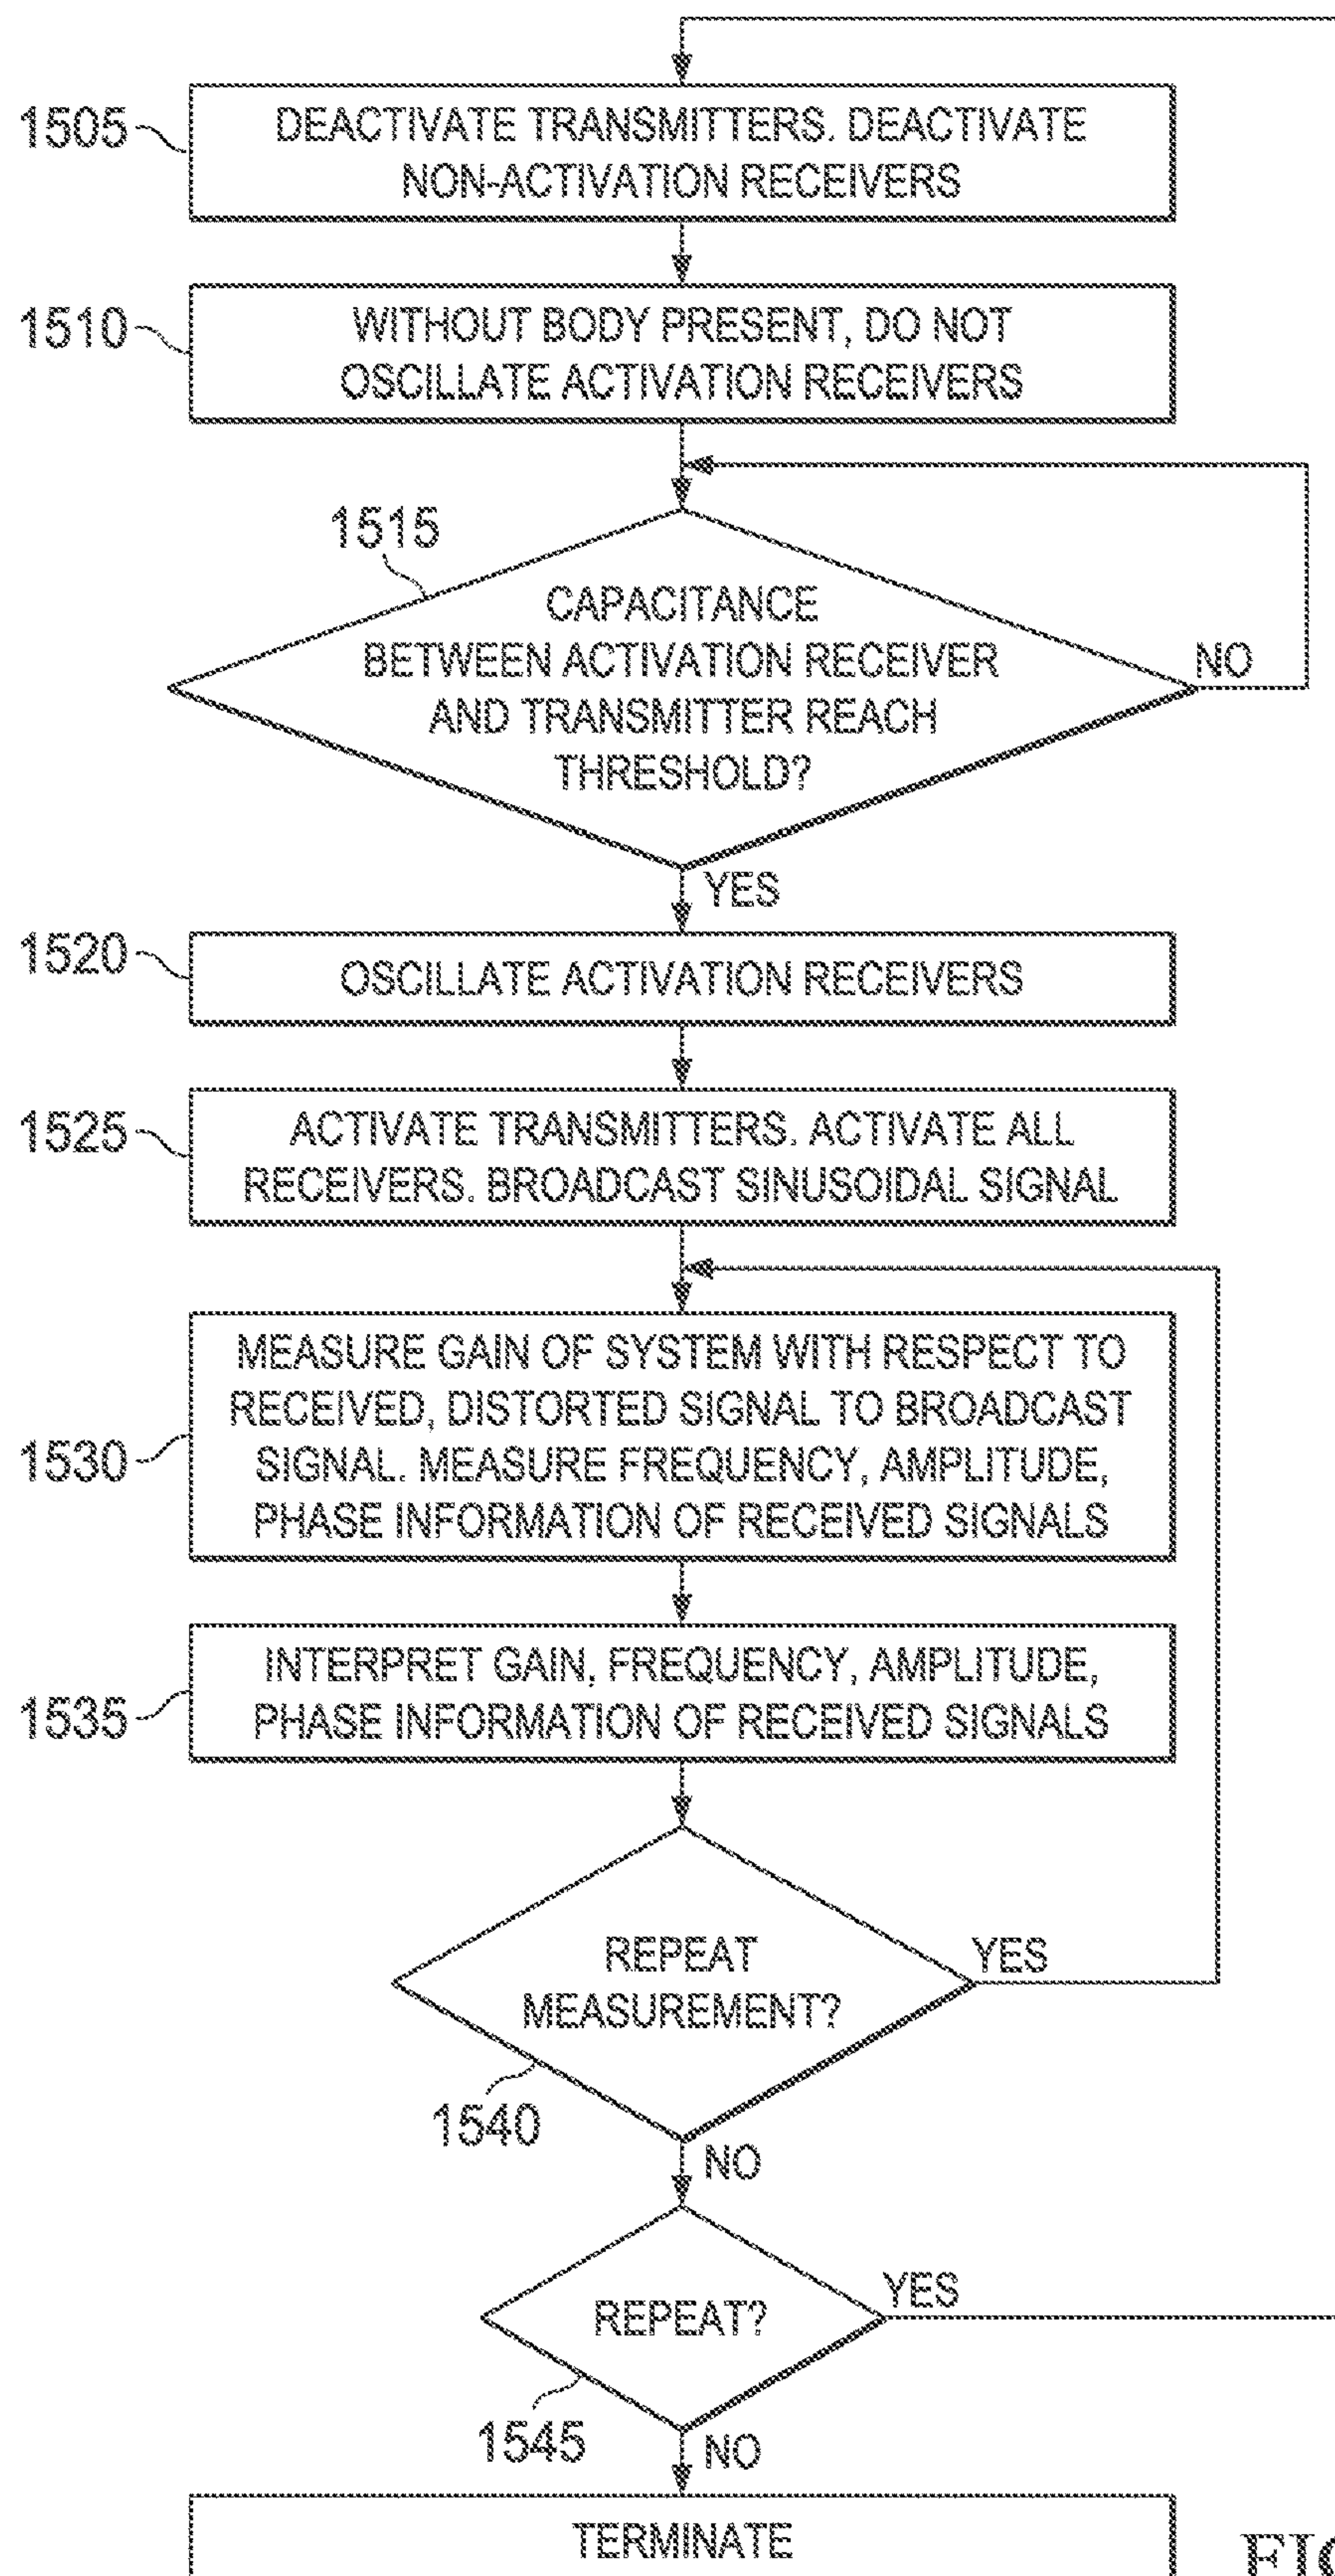 1505
DEACTIVATE TRANSMITTERS. DEACTIVATE
NON-ACTIVATION RECEIVERS
1510
WITHOUT BODY PRESENT, DO NOT
OSCILLATE ACTIVATION RECEIVERS
1515
CAPACITANCE
BETWEEN ACTIVATION RECEIVER
AND TRANSMITTER REACH
THRESHOLD?
NO
YES
1520
OSCILLATE ACTIVATION RECEIVERS
1525
ACTIVATE TRANSMITTERS. ACTIVATE ALL
RECEIVERS. BROADCAST SINUSOIDAL SIGNAL
1530
MEASURE GAIN OF SYSTEM WITH RESPECT TO
RECEIVED, DISTORTED SIGNAL TO BROADCAST
SIGNAL. MEASURE FREQUENCY, AMPLITUDE,
PHASE INFORMATION OF RECEIVED SIGNALS
1535
INTERPRET GAIN, FREQUENCY, AMPLITUDE,
PHASE INFORMATION OF RECEIVED SIGNALS
REPEAT
MEASUREMENT?
YES
1540
NO
REPEAT?
YES
1545
NO
TERMINATE